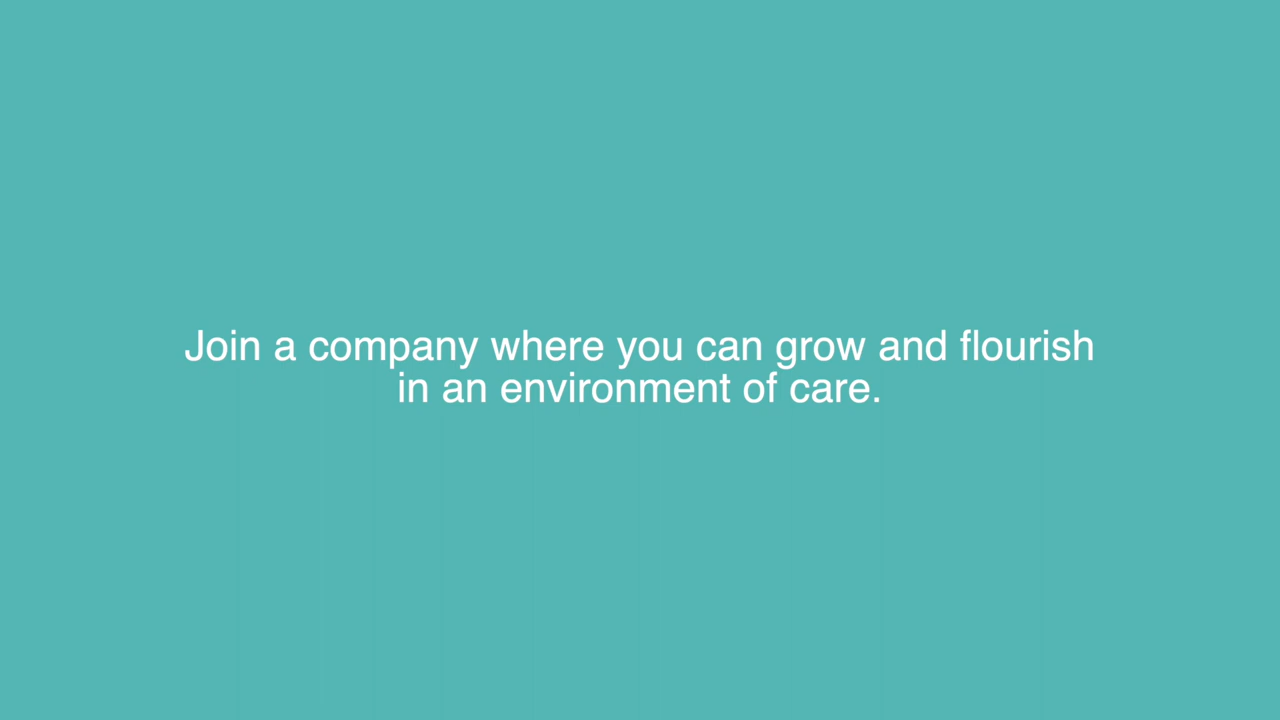 Join a company where you can grow and flourish
in an environment of care.